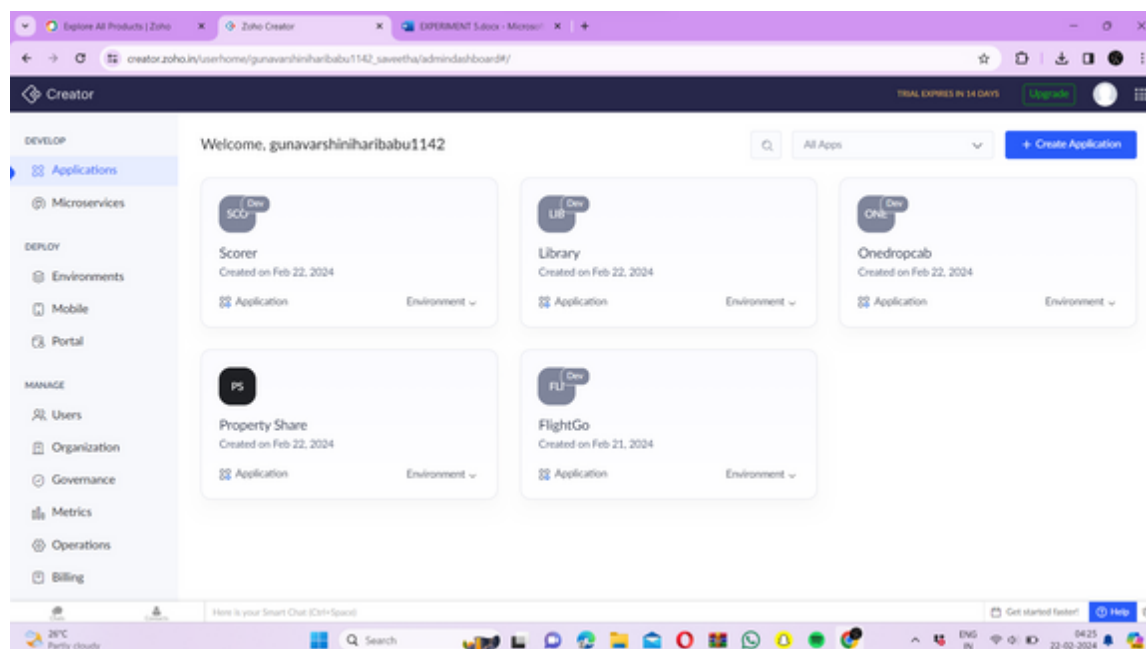 Explore All Products | Zoho
Zoho Creator
EXPERIMENT 5.docx - Microsoft
creator.zoho.in/userhome/gunavarshiniharibabu1142_saveetha/admindashboard#/
Creator
TRIAL EXPIRES IN 14 DAYS
Upgrade
DEVELOP
Applications
Microservices
DEPLOY
Environments
Mobile
Portal
MANAGE
Users
Organization
Governance
Metrics
Operations
Billing
Welcome, gunavarshiniharibabu1142
All Apps
+ Create Application
SCO Dev
Scorer
Created on Feb 22, 2024
Application Environment
LIB Dev
Library
Created on Feb 22, 2024
Application Environment
ONE Dev
Onedropcab
Created on Feb 22, 2024
Application Environment
PS
Property Share
Created on Feb 22, 2024
Application Environment
FLI Dev
FlightGo
Created on Feb 21, 2024
Application Environment
Chats
Contacts
Here is your Smart Chat (Ctrl+Space)
Get started faster!
Help
26°C
Partly cloudy
Search
ENG
IN
04:25
22-02-2024